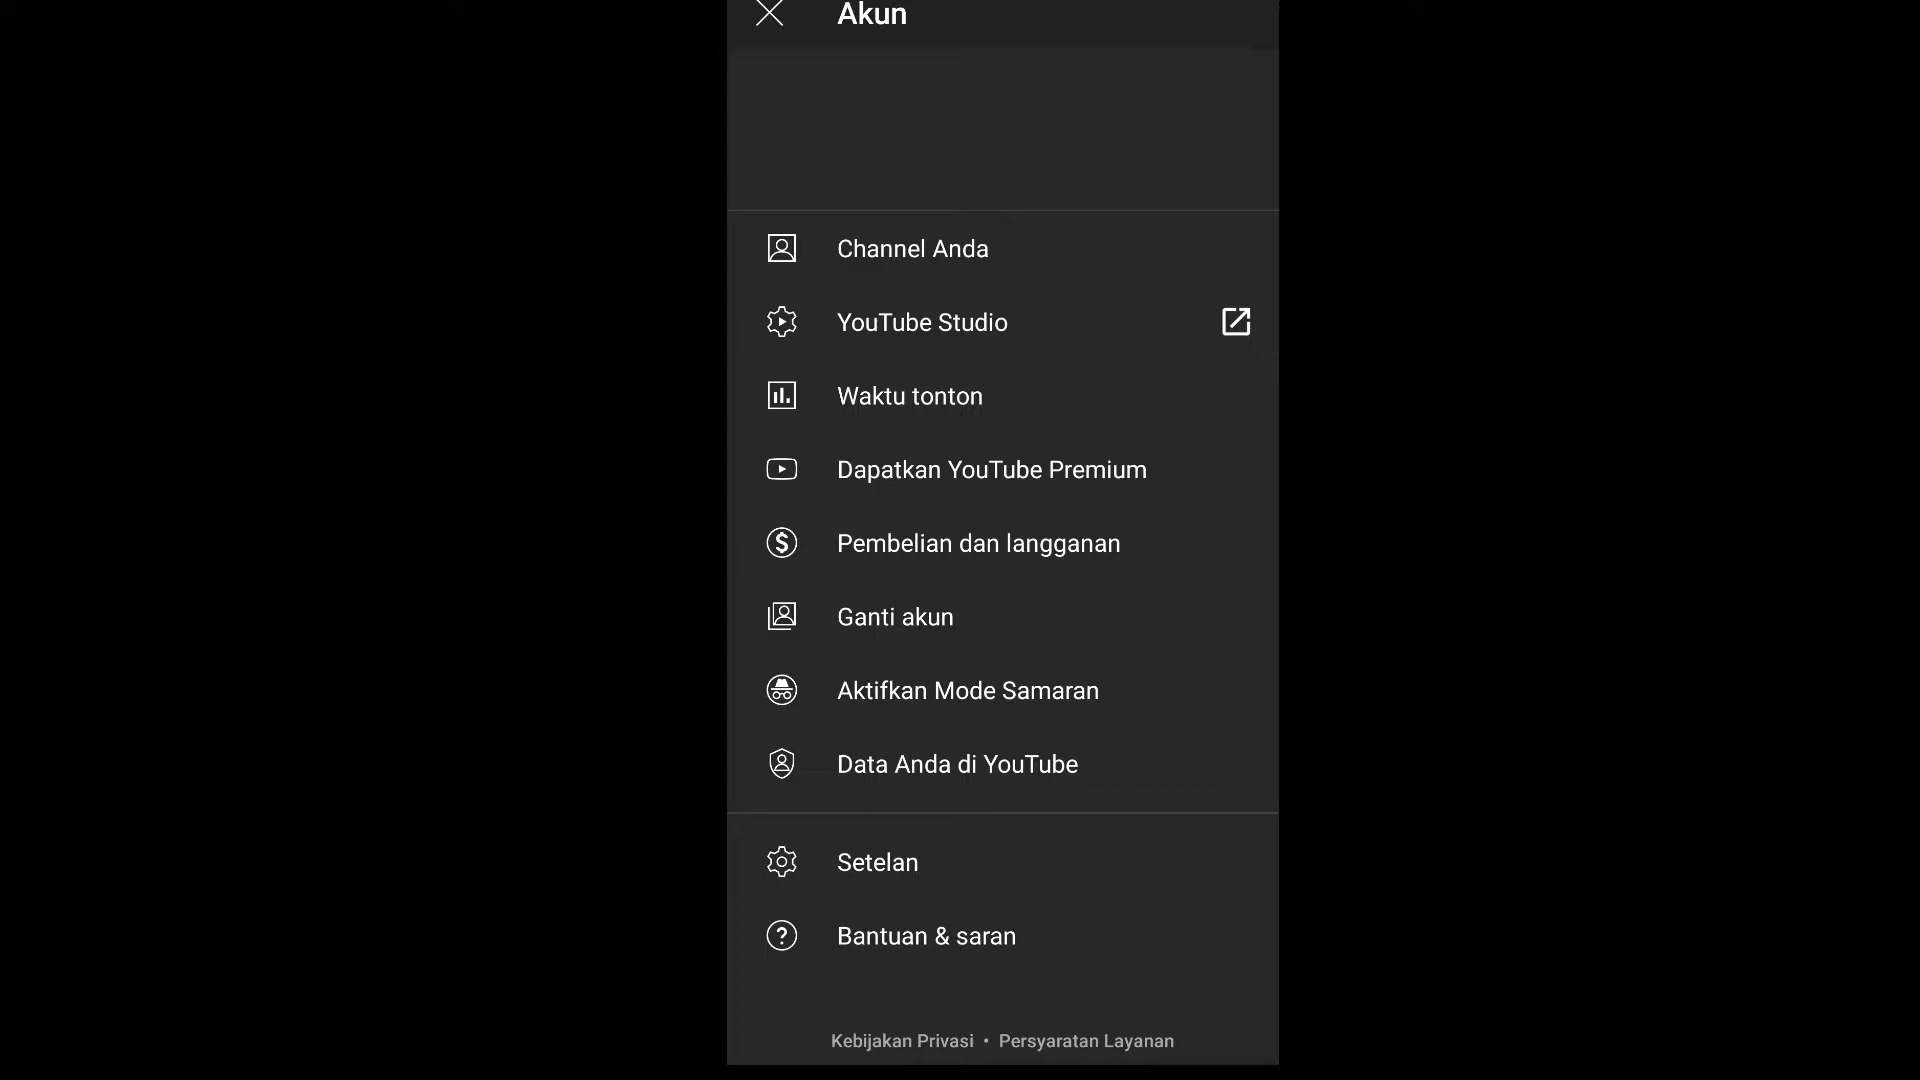 Akun
Channel Anda
YouTube Studio
Waktu tonton
Dapatkan YouTube Premium
Pembelian dan langganan
Ganti akun
Aktifkan Mode Samaran
Data Anda di YouTube
Setelan
Bantuan & saran
Kebijakan Privasi • Persyaratan Layanan